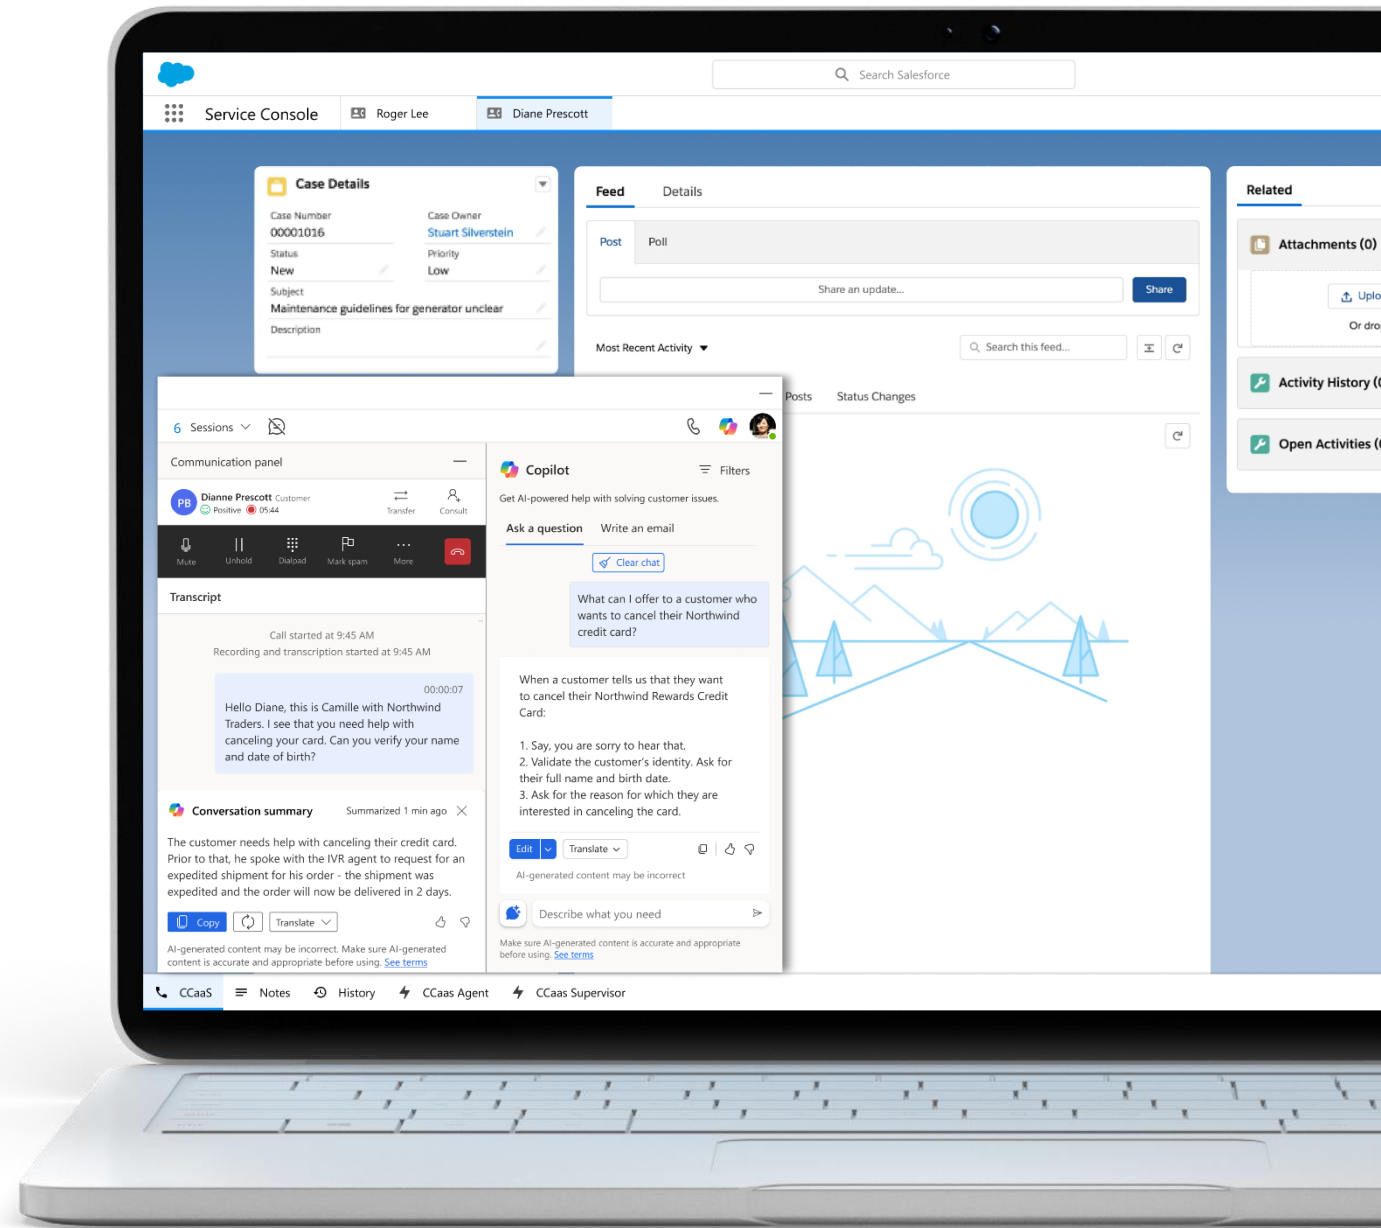 Search Salesforce
Service Console
Roger Lee
Diane Prescott
Case Details
Case Number
Case Owner
00001016
Stuart Silverstein
Status
Priority
New
Low
Subject
Maintenance guidelines for generator unclear
Description
Feed
Details
Post
Poll
Share an update...
Share
Most Recent Activity
Search this feed...
Posts
Status Changes
Related
Attachments (0)
Uplo
Or dro
Activity History (0
Open Activities (0
6 Sessions
Communication panel
PB
Dianne Prescott Customer
Positive 05:44
Transfer
Consult
Mute
Unhold
Dialpad
Mark spam
More
Transcript
Call started at 9:45 AM
Recording and transcription started at 9:45 AM
00:00:07
Hello Diane, this is Camille with Northwind
Traders. I see that you need help with
canceling your card. Can you verify your name
and date of birth?
Conversation summary
Summarized 1 min ago
The customer needs help with canceling their credit card.
Prior to that, he spoke with the IVR agent to request for an
expedited shipment for his order - the shipment was
expedited and the order will now be delivered in 2 days.
Copy
Translate
AI-generated content may be incorrect. Make sure AI-generated
content is accurate and appropriate before using. See terms
Copilot
Filters
Get AI-powered help with solving customer issues.
Ask a question
Write an email
Clear chat
What can I offer to a customer who
wants to cancel their Northwind
credit card?
When a customer tells us that they want
to cancel their Northwind Rewards Credit
Card:
1. Say, you are sorry to hear that.
2. Validate the customer's identity. Ask for
their full name and birth date.
3. Ask for the reason for which they are
interested in canceling the card.
Edit
Translate
AI-generated content may be incorrect
Describe what you need
Make sure AI-generated content is accurate and appropriate
before using. See terms
CCaaS
Notes
History
CCaas Agent
CCaas Supervisor